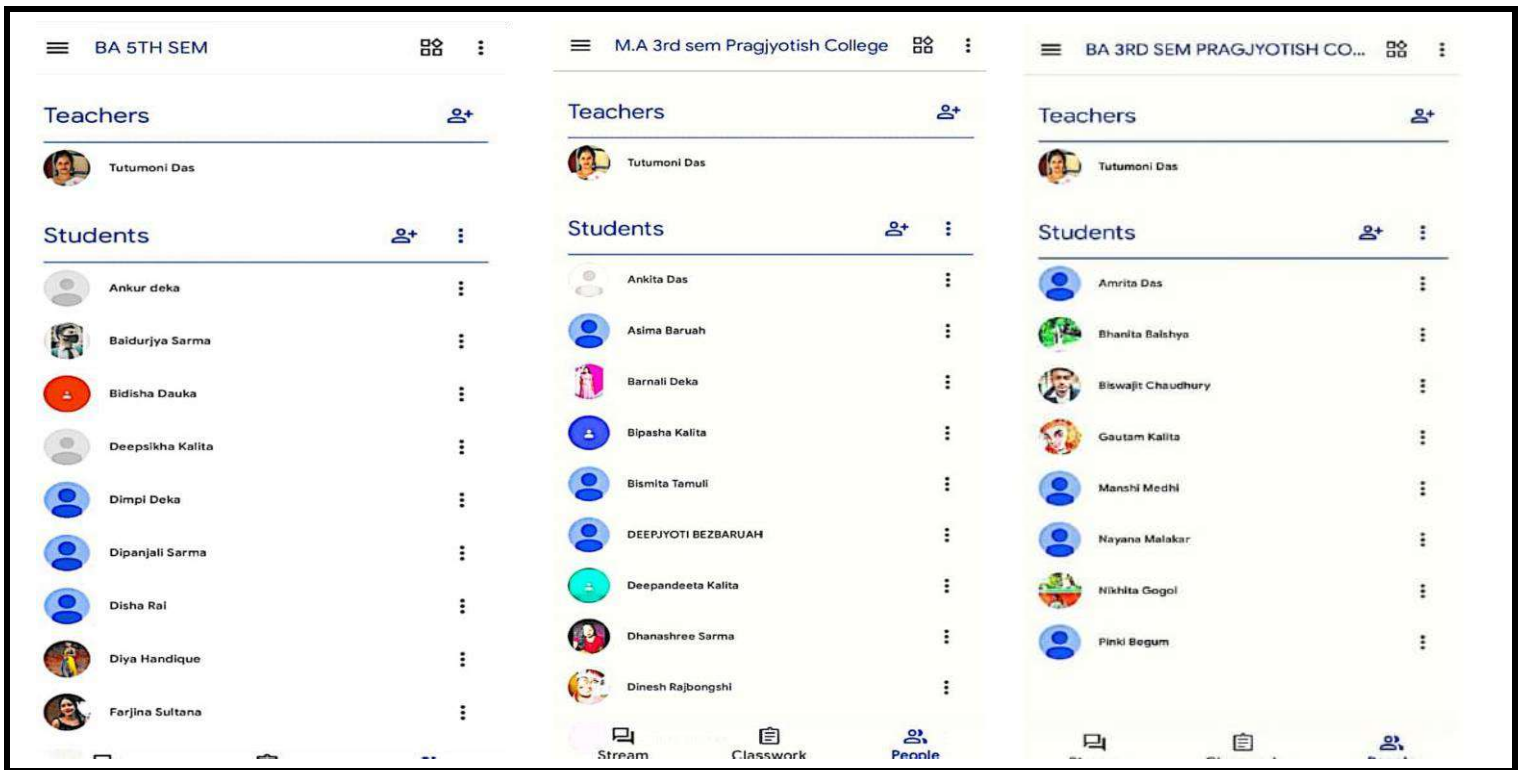 BA 5TH SEM
Teachers
Tutumoni Das
Students
Ankur deka
Baidurjya Sarma
Bidisha Dauka
Deepsikha Kalita
Dimpi Deka
Dipanjali Sarma
Disha Rai
Diya Handique
Farjina Sultana
M.A 3rd sem Pragjyotish College
Teachers
Tutumoni Das
Students
Ankita Das
Asima Baruah
Barnali Deka
Bipasha Kalita
Bismita Tamuli
DEEPJYOTI BEZBARUAH
Deepandeeta Kalita
Dhanashree Sarma
Dinesh Rajbongshi
Stream Classwork People
BA 3RD SEM PRAGJYOTISH CO...
Teachers
Tutumoni Das
Students
Amrita Das
Bhanita Baishya
Biswajit Chaudhury
Gautam Kalita
Manshi Medhi
Nayana Malakar
Nikhita Gogoi
Pinki Begum